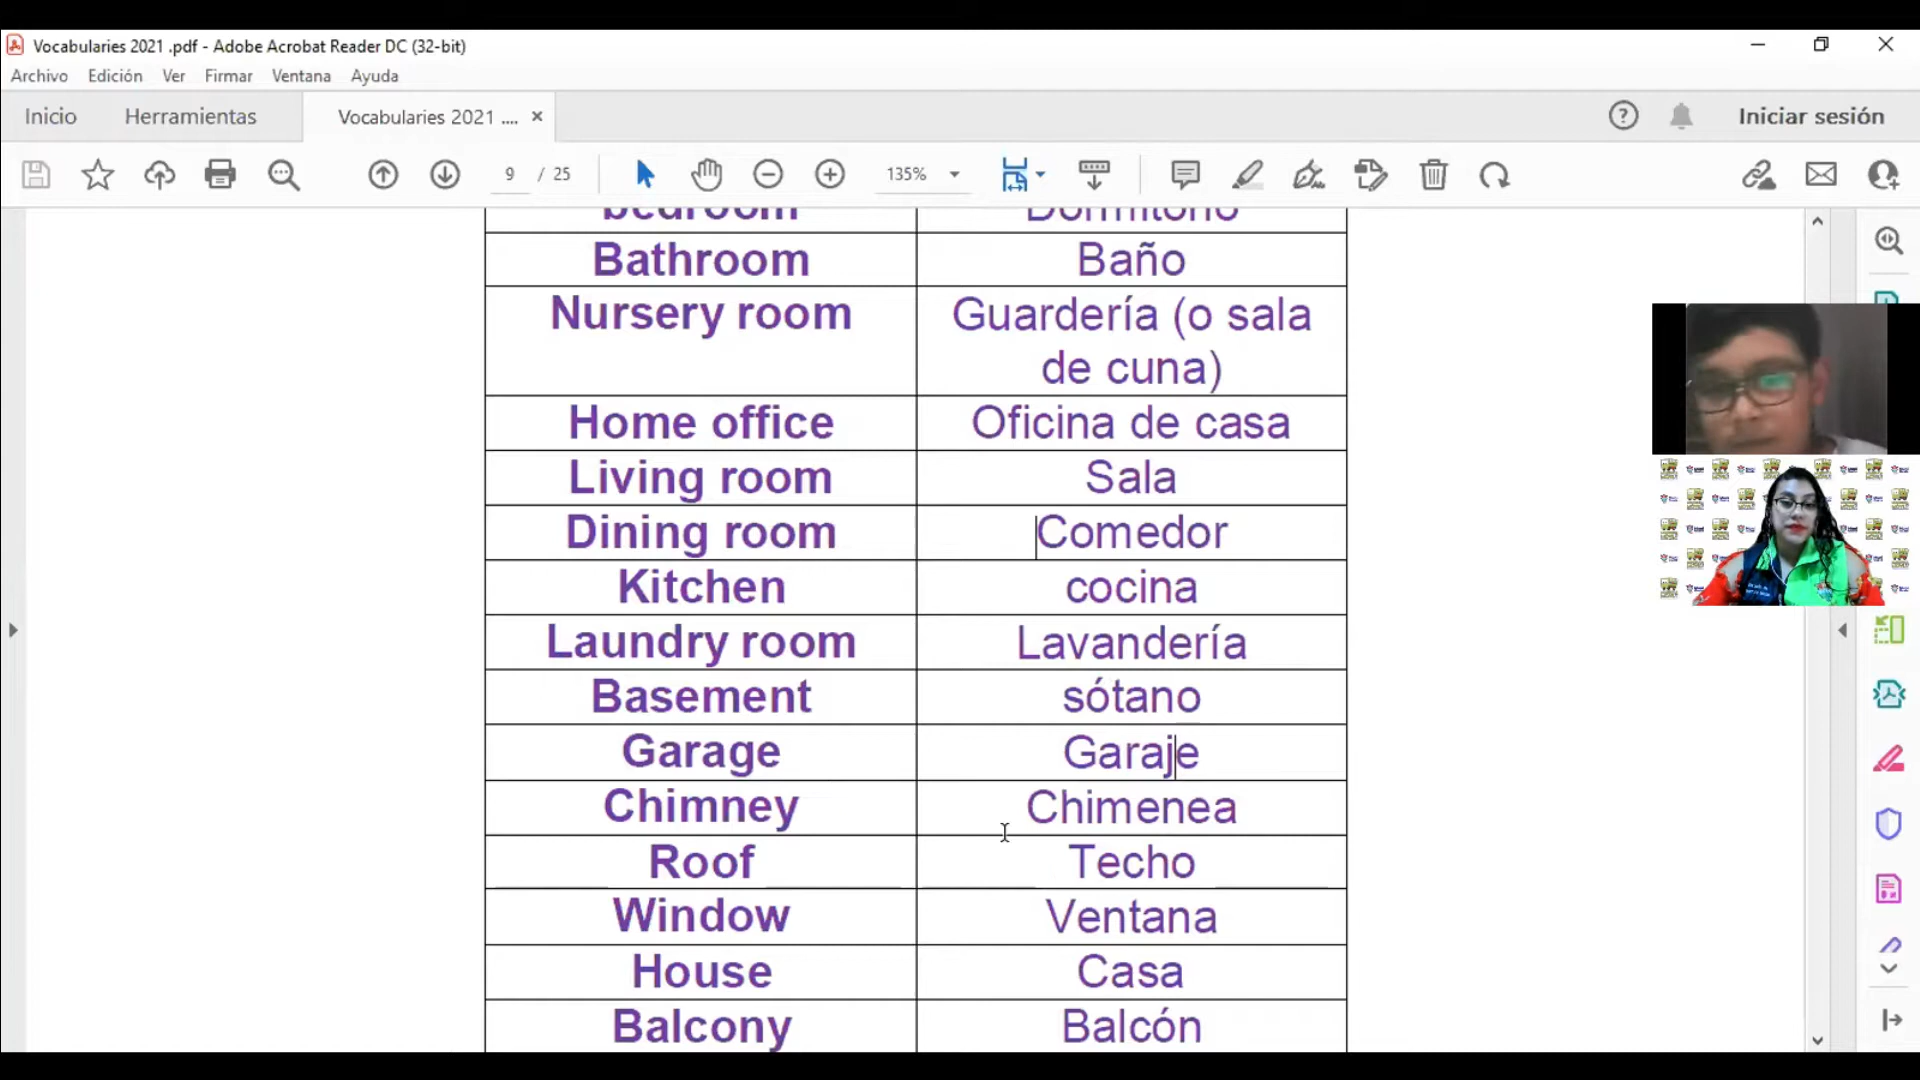 Vocabularies 2021 .pdf - Adobe Acrobat Reader DC (32-bit)
Archivo Edición Ver Firmar Ventana Ayuda
Inicio Herramientas Vocabularies 2021 .... Iniciar sesión
9 / 25 135%
bedroom Dormitorio
Bathroom Baño
Nursery room Guardería (o sala
de cuna)
Home office Oficina de casa
Living room Sala
Dining room Comedor
Kitchen cocina
Laundry room Lavandería
Basement sótano
Garage Garaje
Chimney Chimenea
Roof Techo
Window Ventana
House Casa
Balcony Balcón